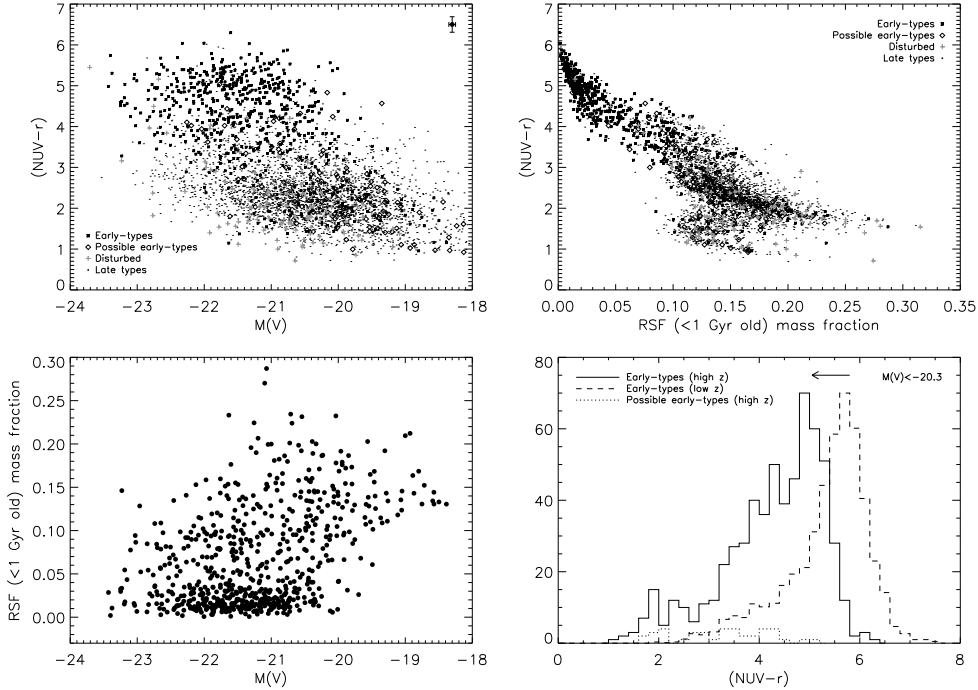 7
6
5
4
3
2
1
0
(NUV-r)
Early-types
Possible early-types
Disturbed
Late types
-24 -23 -22 -21 -20 -19 -18
M(V)
7
6
5
4
3
2
1
0
(NUV-r)
Early-types
Possible early-types
Disturbed
Late types
0.00 0.05 0.10 0.15 0.20 0.25 0.30 0.35
RSF (<1 Gyr old) mass fraction
0.30
0.25
0.20
0.15
0.10
0.05
0.00
RSF (<1 Gyr old) mass fraction
-24 -23 -22 -21 -20 -19 -18
M(V)
80
60
40
20
0
Early-types (high z)
Early-types (low z)
Possible early-types (high z)
M(V)<-20.3
0 2 4 6 8
(NUV-r)